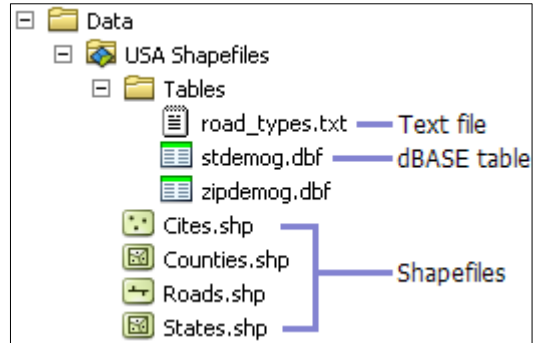 Data
USA Shapefiles
Tables
road_types.txt Text file
stdemog.dbf dBASE table
zipdemog.dbf
Cites.shp
Counties.shp
Shapefiles
Roads.shp
States.shp